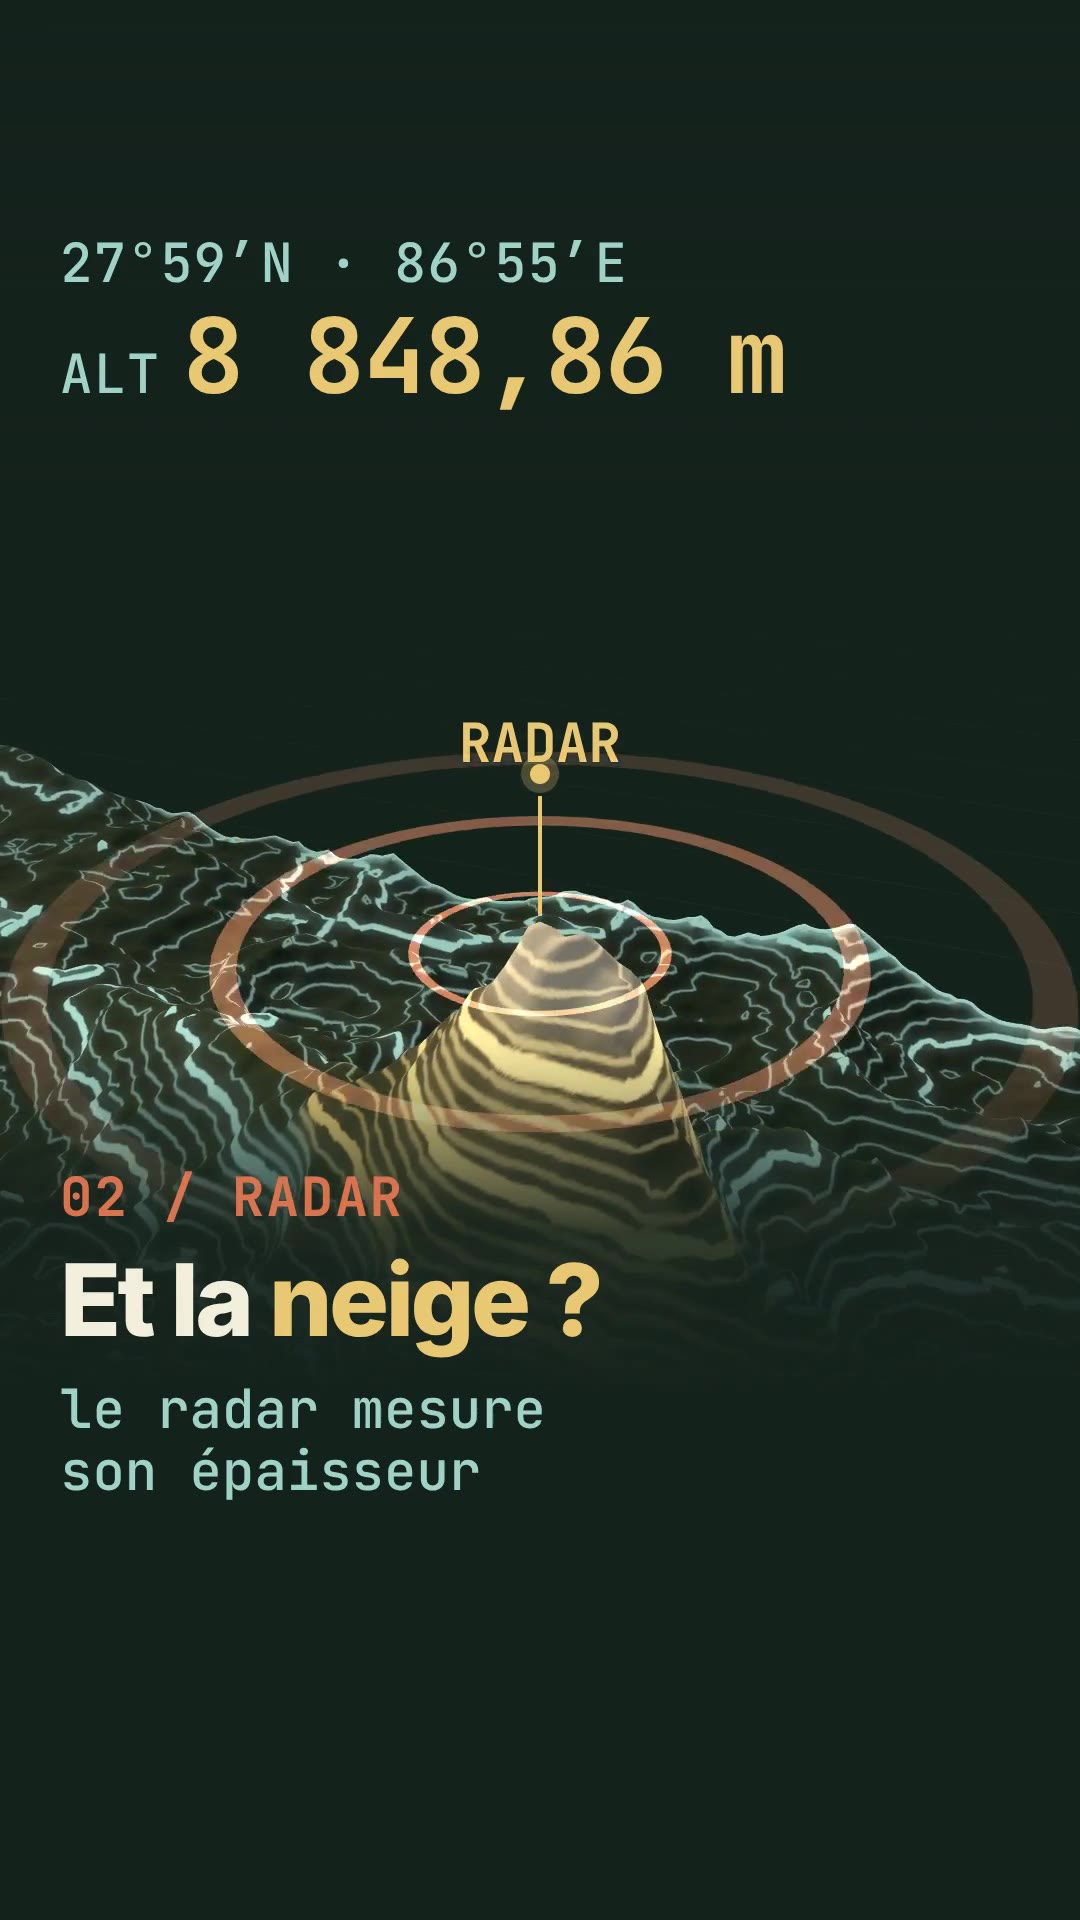 27°59′N · 86°55′E
ALT 8 848,86 m
RADAR
02 / RADAR
Et la neige ?
le radar mesure
son épaisseur